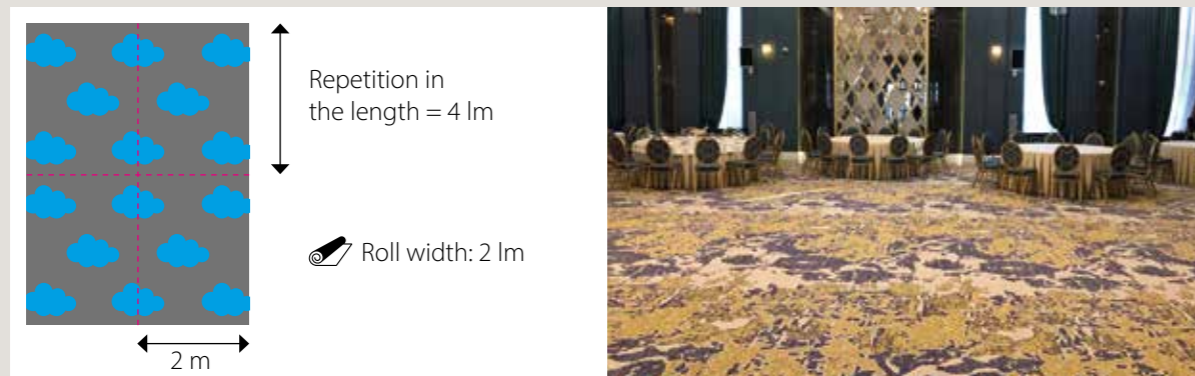 Repetition in
the length = 4 lm
Roll width: 2 lm
2 m